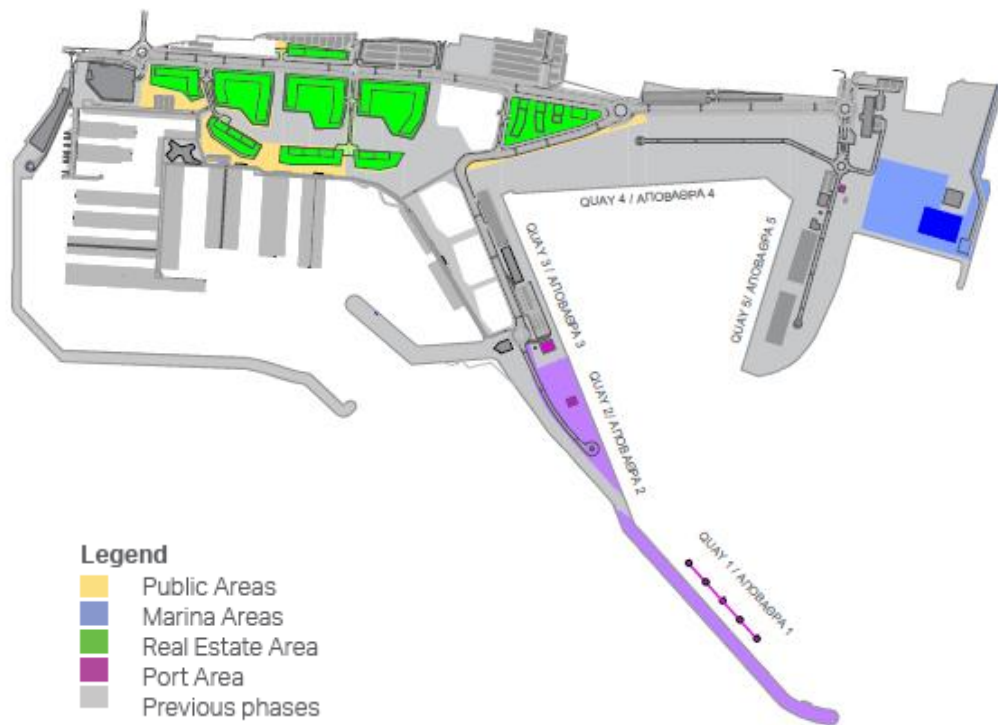 QUAY 4 / ΑΠΟΒΑΘΡΑ 4
QUAY 3/ ΑΠΟΒΑΘΡΑ 3
QUAY 5/ ΑΠΟΒΑΘΡΑ 5
QUAY 2/ ΑΠΟΒΑΘΡΑ 2
QUAY 1 / ΑΠΟΒΑΘΡΑ 1
Legend
Public Areas
Marina Areas
Real Estate Area
Port Area
Previous phases